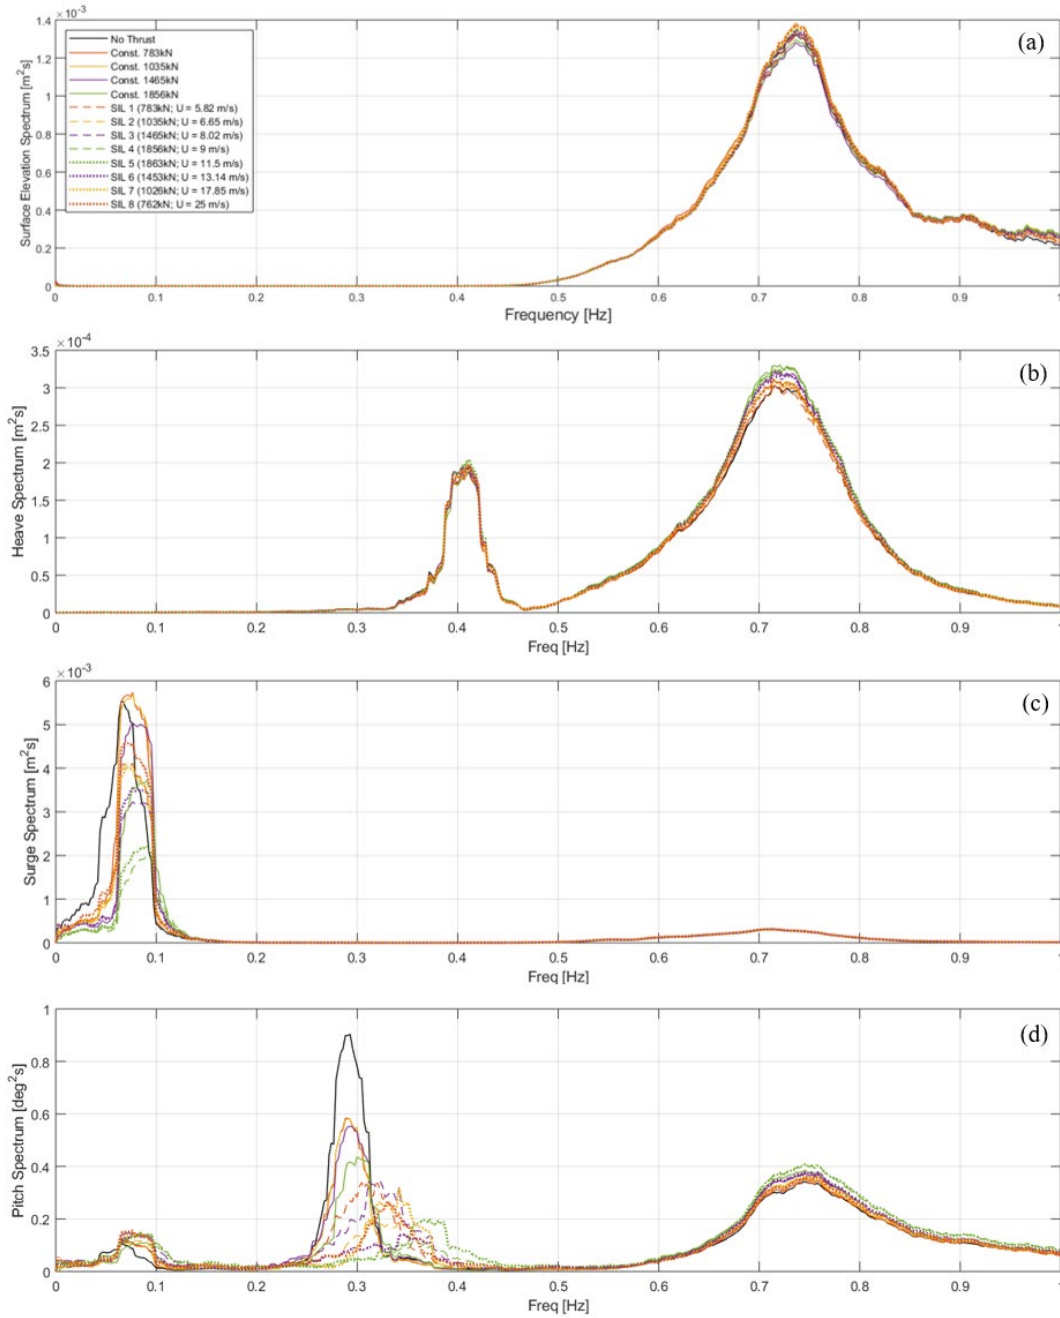 ×10⁻³
1.4
1.2
1
0.8
0.6
0.4
0.2
0
Surface Elevation Spectrum [m²s]
No Thrust
Const. 783kN
Const. 1035kN
Const. 1465kN
Const. 1856kN
SIL 1 (783kN; U = 5.82 m/s)
SIL 2 (1035kN; U = 6.65 m/s)
SIL 3 (1465kN; U = 8.02 m/s)
SIL 4 (1856kN; U = 9 m/s)
SIL 5 (1863kN; U = 11.5 m/s)
SIL 6 (1453kN; U = 13.14 m/s)
SIL 7 (1026kN; U = 17.85 m/s)
SIL 8 (762kN; U = 25 m/s)
(a)
0 0.1 0.2 0.3 0.4 0.5 0.6 0.7 0.8 0.9 1
Frequency [Hz]
×10⁻⁴
3.5
3
2.5
2
1.5
1
0.5
0
Heave Spectrum [m²s]
(b)
0 0.1 0.2 0.3 0.4 0.5 0.6 0.7 0.8 0.9 1
Freq [Hz]
×10⁻³
6
5
4
3
2
1
0
Surge Spectrum [m²s]
(c)
0 0.1 0.2 0.3 0.4 0.5 0.6 0.7 0.8 0.9 1
Freq [Hz]
1
0.8
0.6
0.4
0.2
0
Pitch Spectrum [deg²s]
(d)
0 0.1 0.2 0.3 0.4 0.5 0.6 0.7 0.8 0.9 1
Freq [Hz]